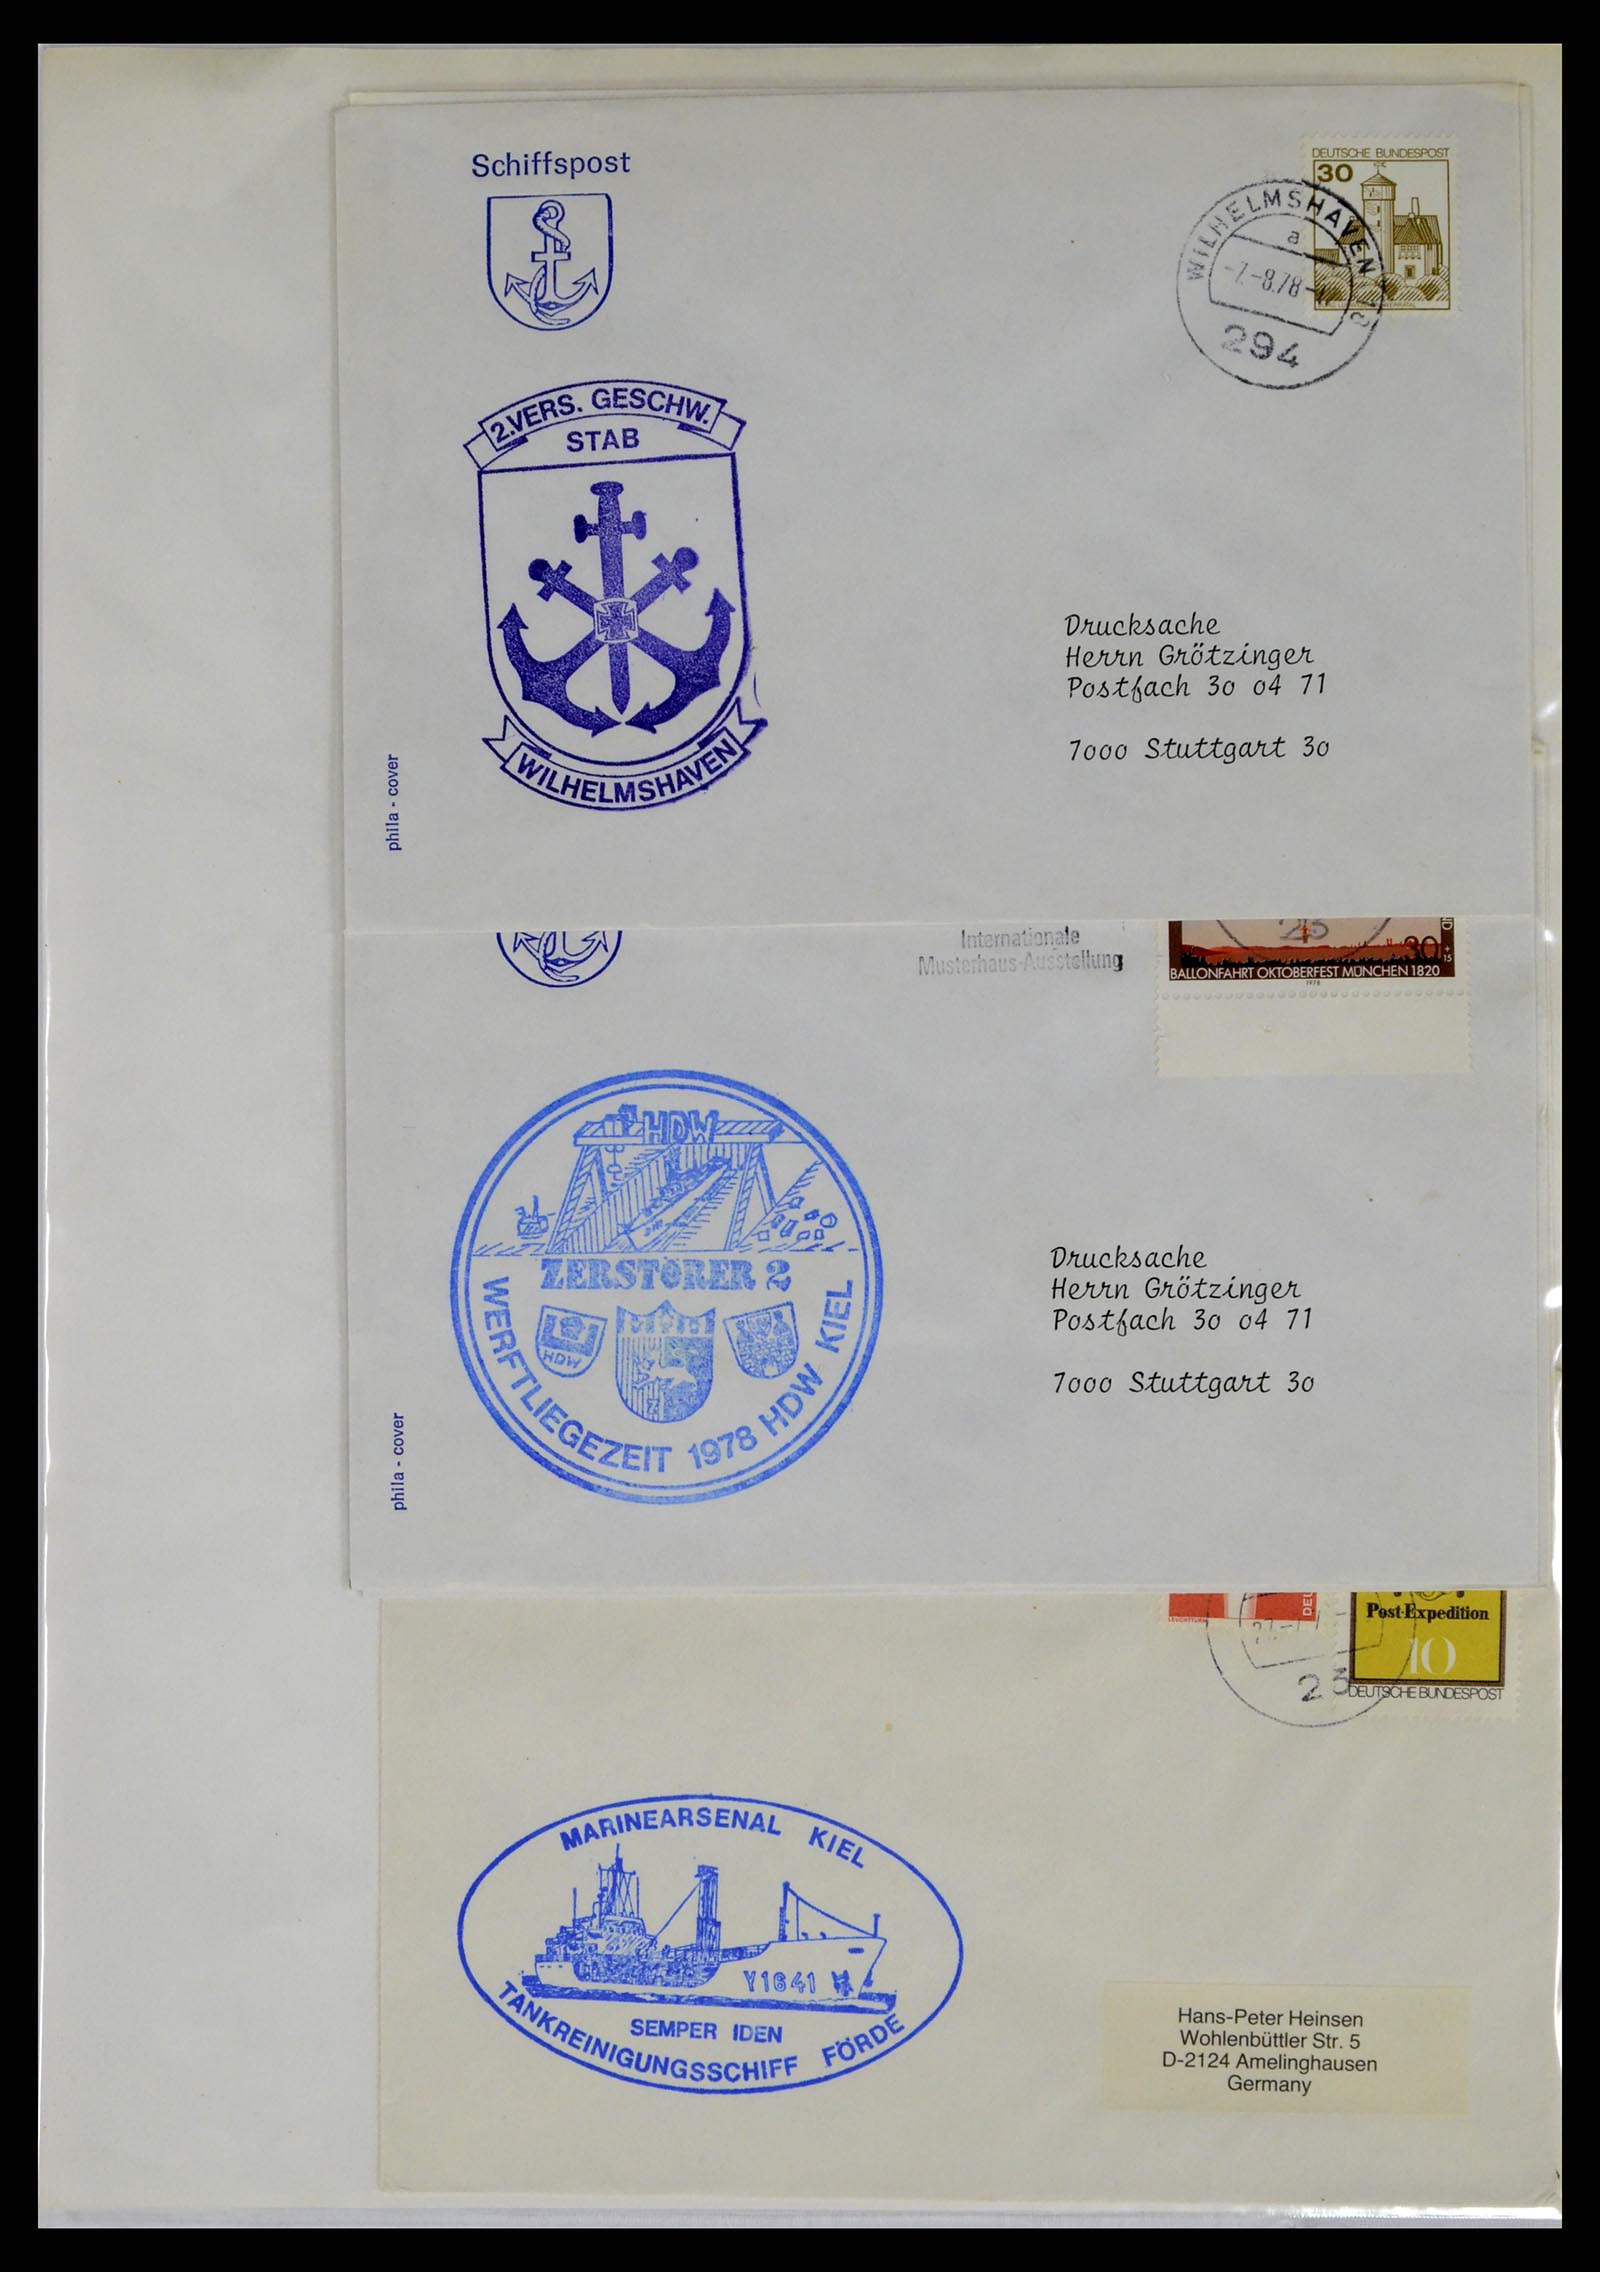 Schiffspost
DEUTSCHE BUNDESPOST
30
WILHELMSHAVEN
a
-8.78-
294
2.VERS. GESCHW.
STAB
WILHELMSHAVEN
Drucksache
Herrn Grötzinger
Postfach 30 04 71
7000 Stuttgart 30
phila - cover
Internationale
Musterhaus-Ausstellung
23
30
+15
BALLONFAHRT OKTOBERFEST MÜNCHEN 1820
1978
HDW
ZERSTÖRER 2
HDW
WERFTLIEGEZEIT 1978 HDW KIEL
Drucksache
Herrn Grötzinger
Postfach 30 04 71
7000 Stuttgart 30
phila - cover
LEUCHTTURM
DEU
Post-Expedition
10
DEUTSCHE BUNDESPOST
23
MARINEARSENAL KIEL
Y1641
SEMPER IDEN
TANKREINIGUNGSSCHIFF FÖRDE
Hans-Peter Heinsen
Wohlenbüttler Str. 5
D-2124 Amelinghausen
Germany